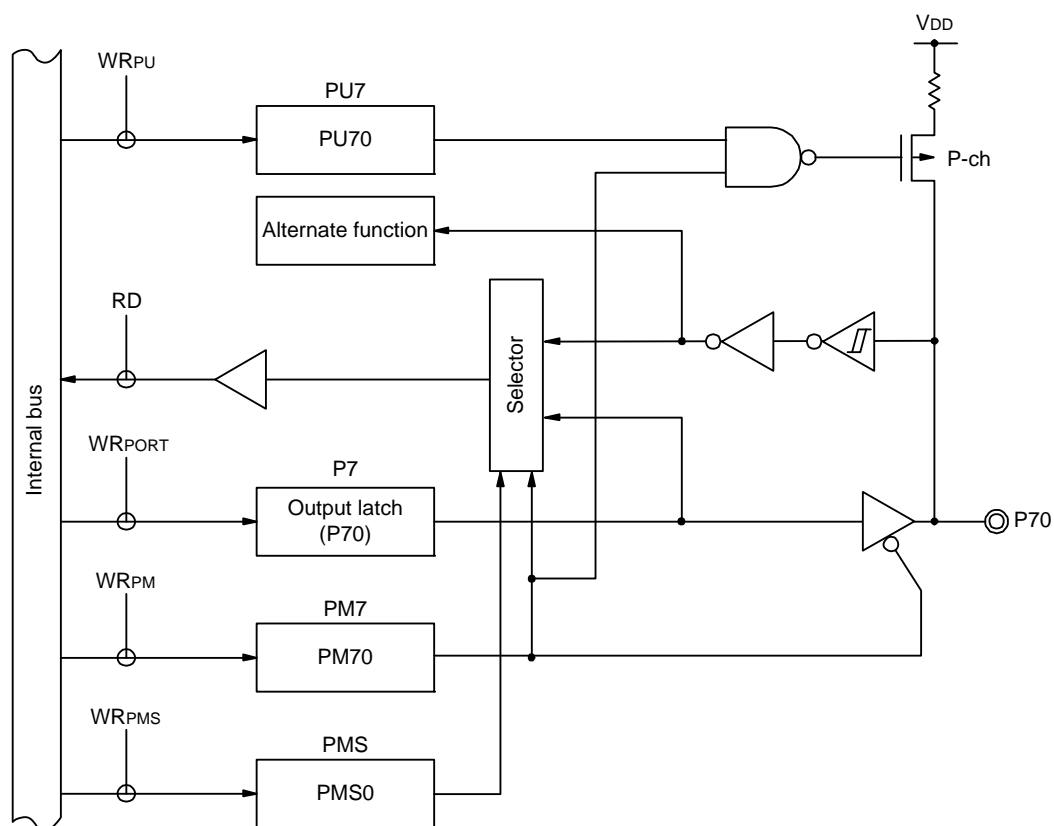 VDD
WRPU
PU7
PU70
P-ch
Alternate function
RD
Selector
Internal bus
WRPORT
P7
Output latch
(P70)
P70
WRPM
PM7
PM70
WRPMS
PMS
PMS0